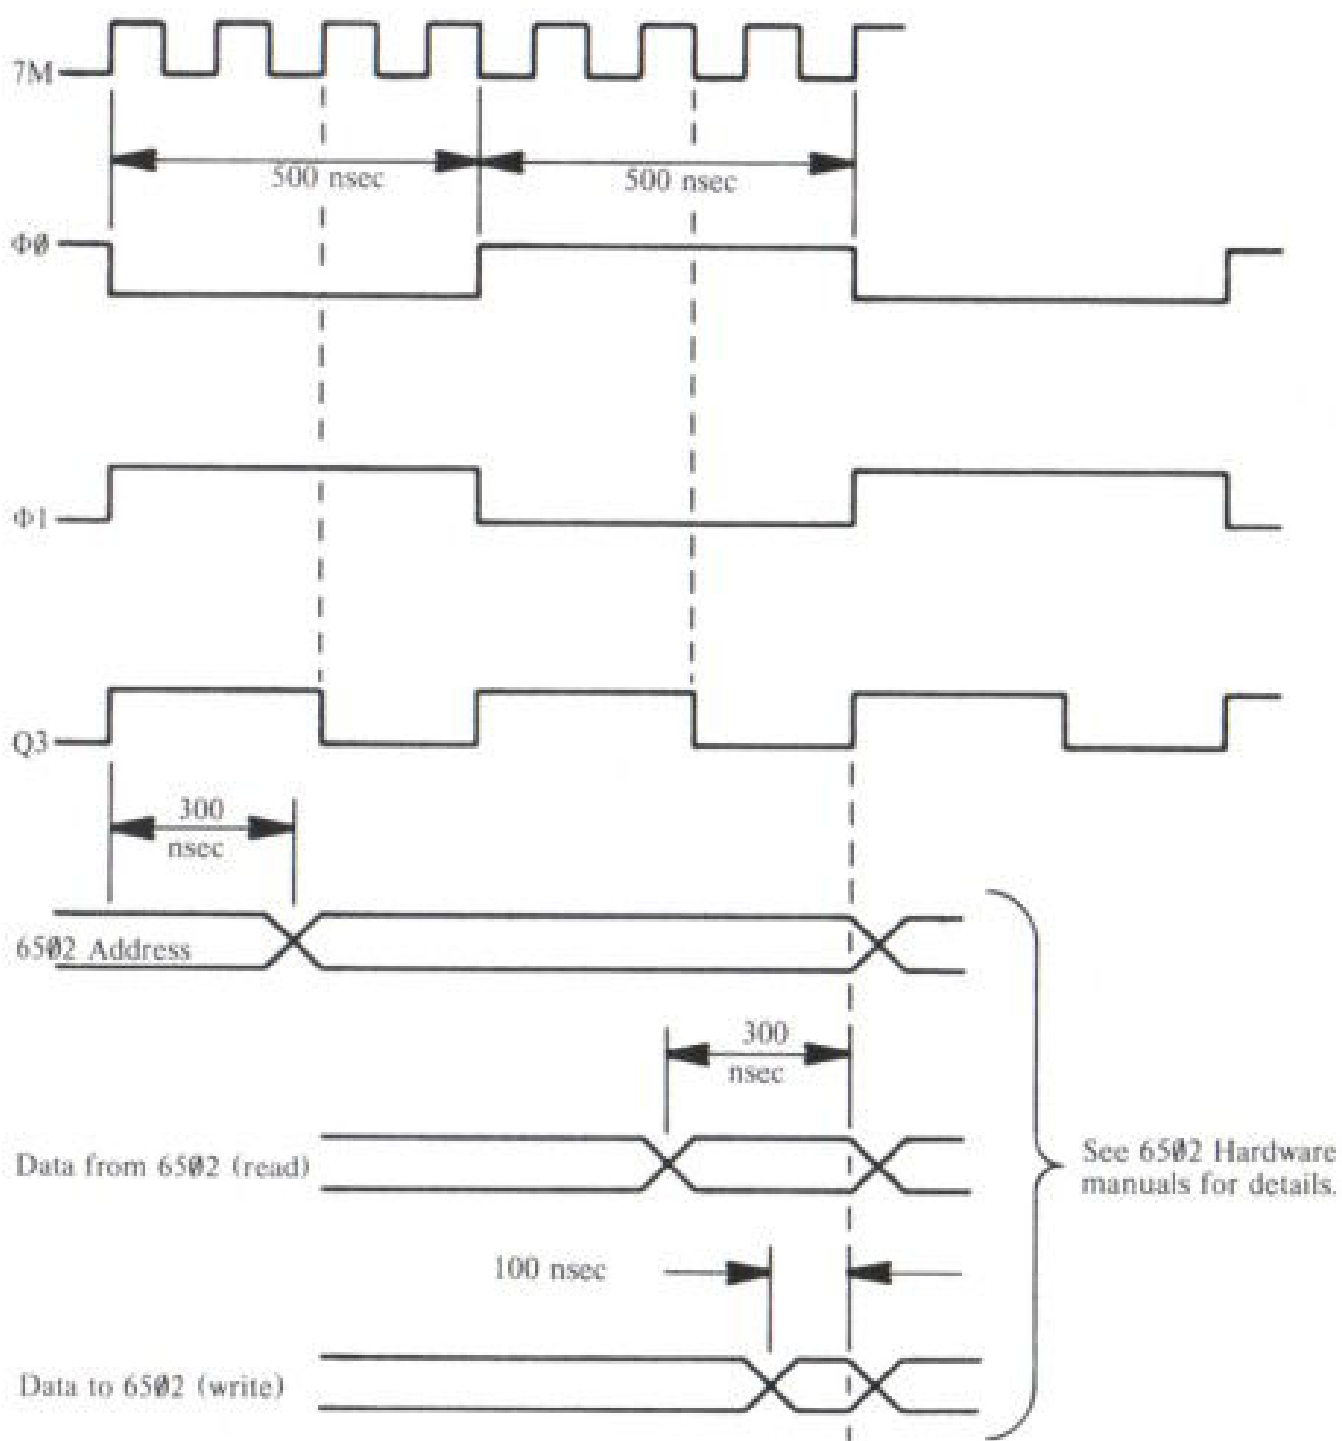 7M
500 nsec
500 nsec
Φ0
Φ1
Q3
300
nsec
6502 Address
300
nsec
Data from 6502 (read)
See 6502 Hardware
manuals for details.
100 nsec
Data to 6502 (write)